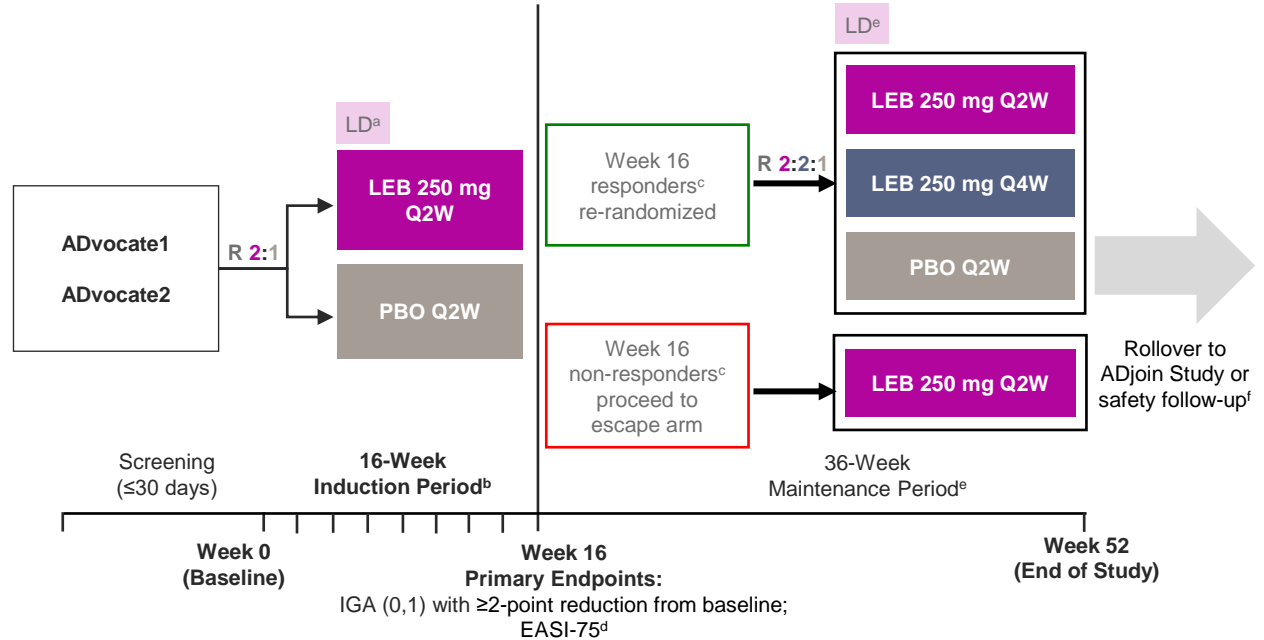 ADvocate1
ADvocate2
R 2:1
LDᵃ
LEB 250 mg
Q2W
PBO Q2W
Week 16
respondersᶜ
re-randomized
R 2:2:1
LDᵉ
LEB 250 mg Q2W
LEB 250 mg Q4W
PBO Q2W
Week 16
non-respondersᶜ
proceed to
escape arm
LEB 250 mg Q2W
Rollover to
ADjoin Study or
safety follow-upᶠ
Screening
(≤30 days)
16-Week
Induction Periodᵇ
36-Week
Maintenance Periodᵉ
Week 0
(Baseline)
Week 16
Primary Endpoints:
IGA (0,1) with ≥2-point reduction from baseline;
EASI-75ᵈ
Week 52
(End of Study)